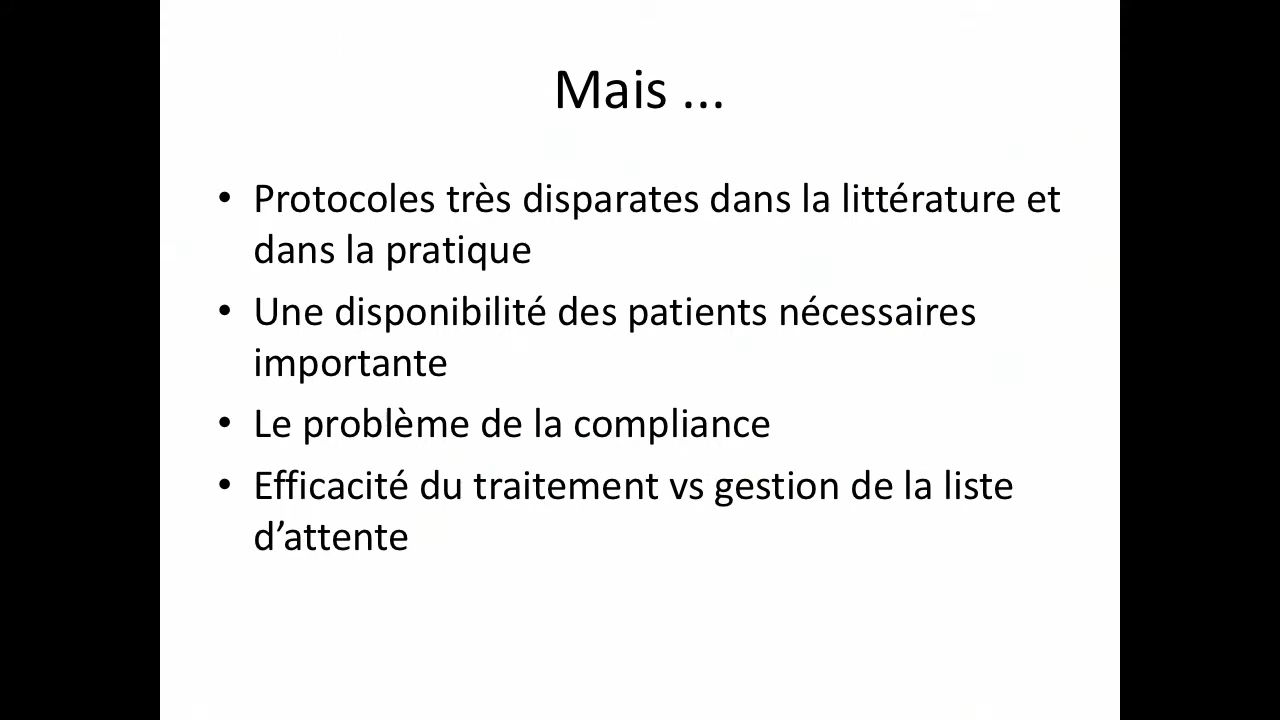 Mais ...
• Protocoles très disparates dans la littérature et
dans la pratique
• Une disponibilité des patients nécessaires
importante
• Le problème de la compliance
• Efficacité du traitement vs gestion de la liste
d’attente